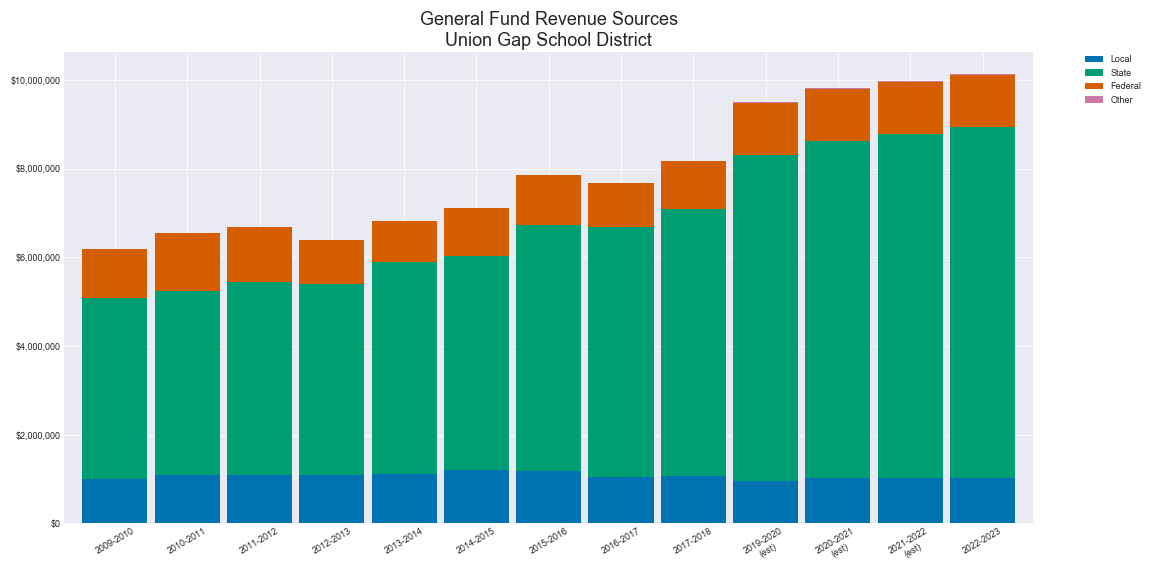 General Fund Revenue Sources
Union Gap School District
Local
State
Federal
Other
$10,000,000
$8,000,000
$6,000,000
$4,000,000
$2,000,000
$0
2009-2010
2010-2011
2011-2012
2012-2013
2013-2014
2014-2015
2015-2016
2016-2017
2017-2018
2019-2020
(est)
2020-2021
(est)
2021-2022
(est)
2022-2023